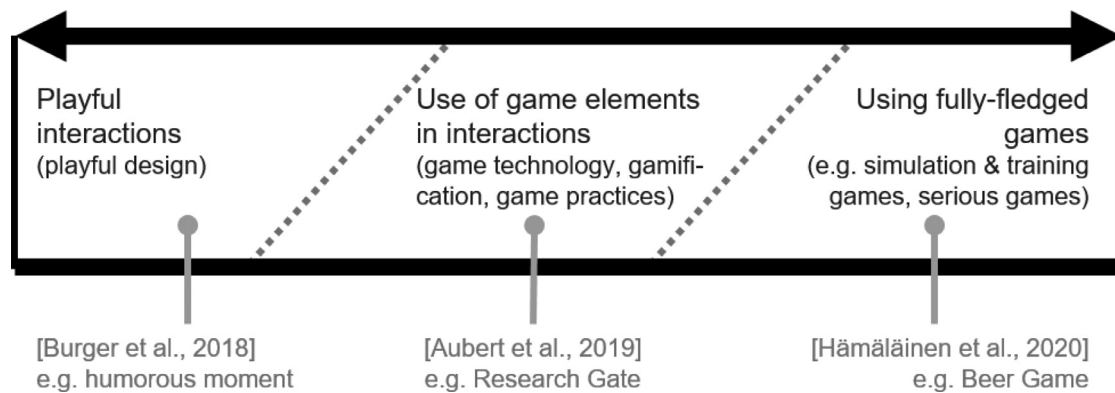 Playful
interactions
(playful design)
Use of game elements
in interactions
(game technology, gamifi-
cation, game practices)
Using fully-fledged
games
(e.g. simulation & training
games, serious games)
[Burger et al., 2018]
e.g. humorous moment
[Aubert et al., 2019]
e.g. Research Gate
[Hämäläinen et al., 2020]
e.g. Beer Game